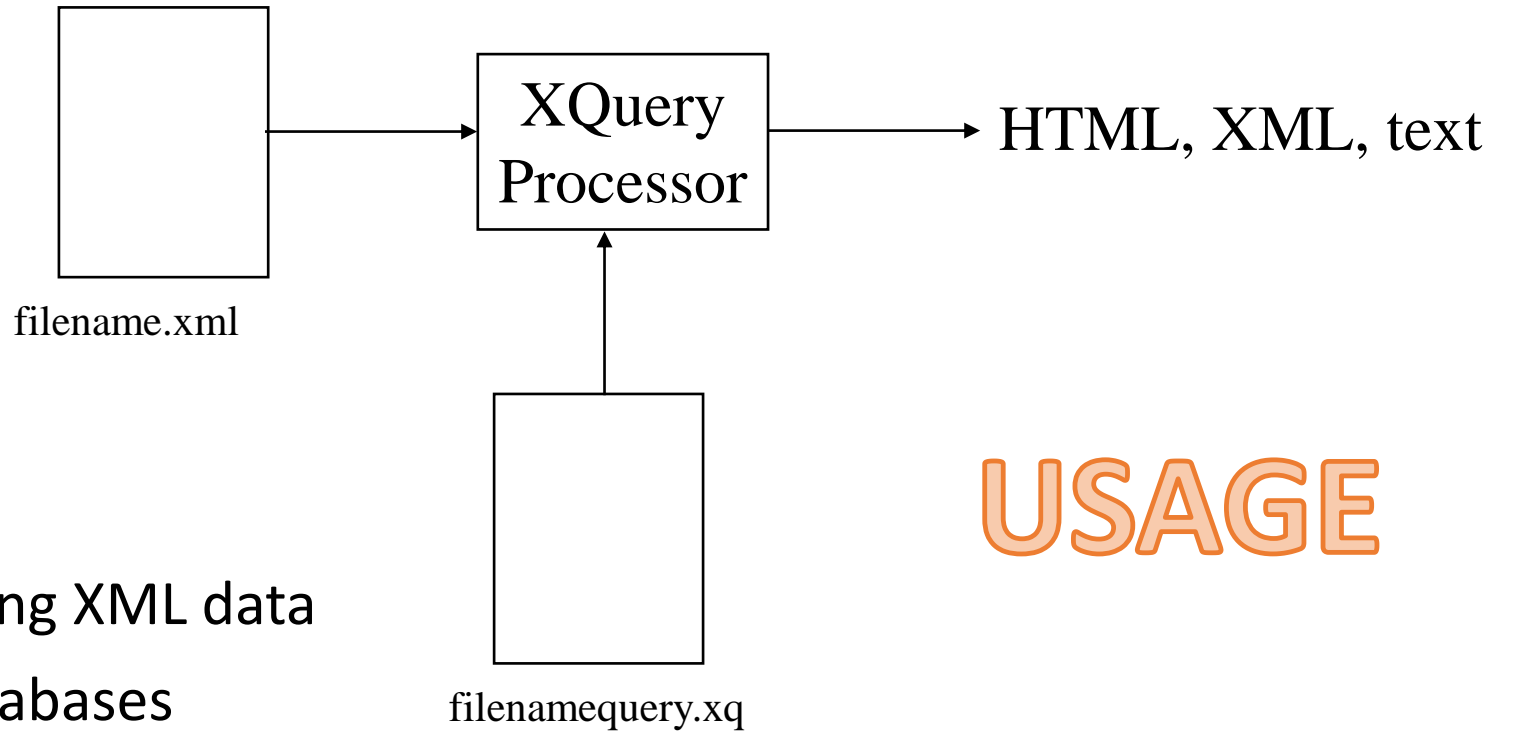 XQuery
Processor
HTML, XML, text
filename.xml
USAGE
ng XML data
abases
filenamequery.xq